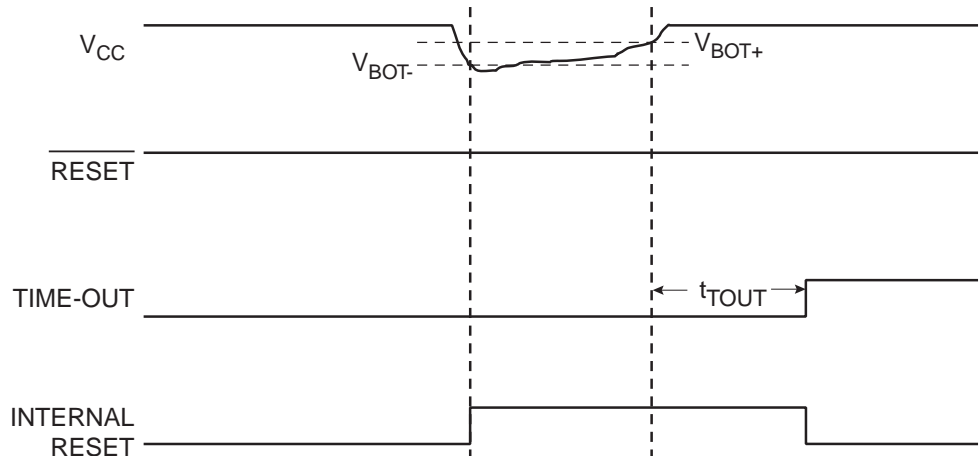 VCC
VBOT-
VBOT+
RESET
TIME-OUT
tTOUT
INTERNAL
RESET